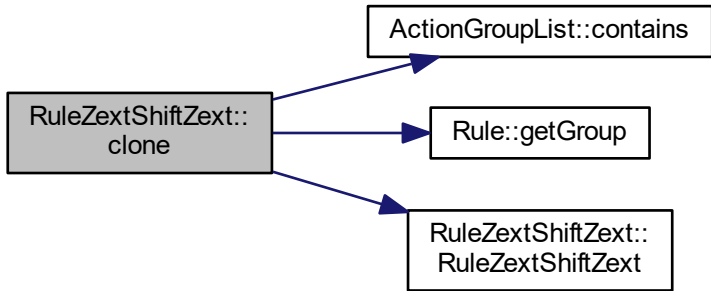 ActionGroupList::contains
RuleZextShiftZext::
clone
Rule::getGroup
RuleZextShiftZext::
RuleZextShiftZext